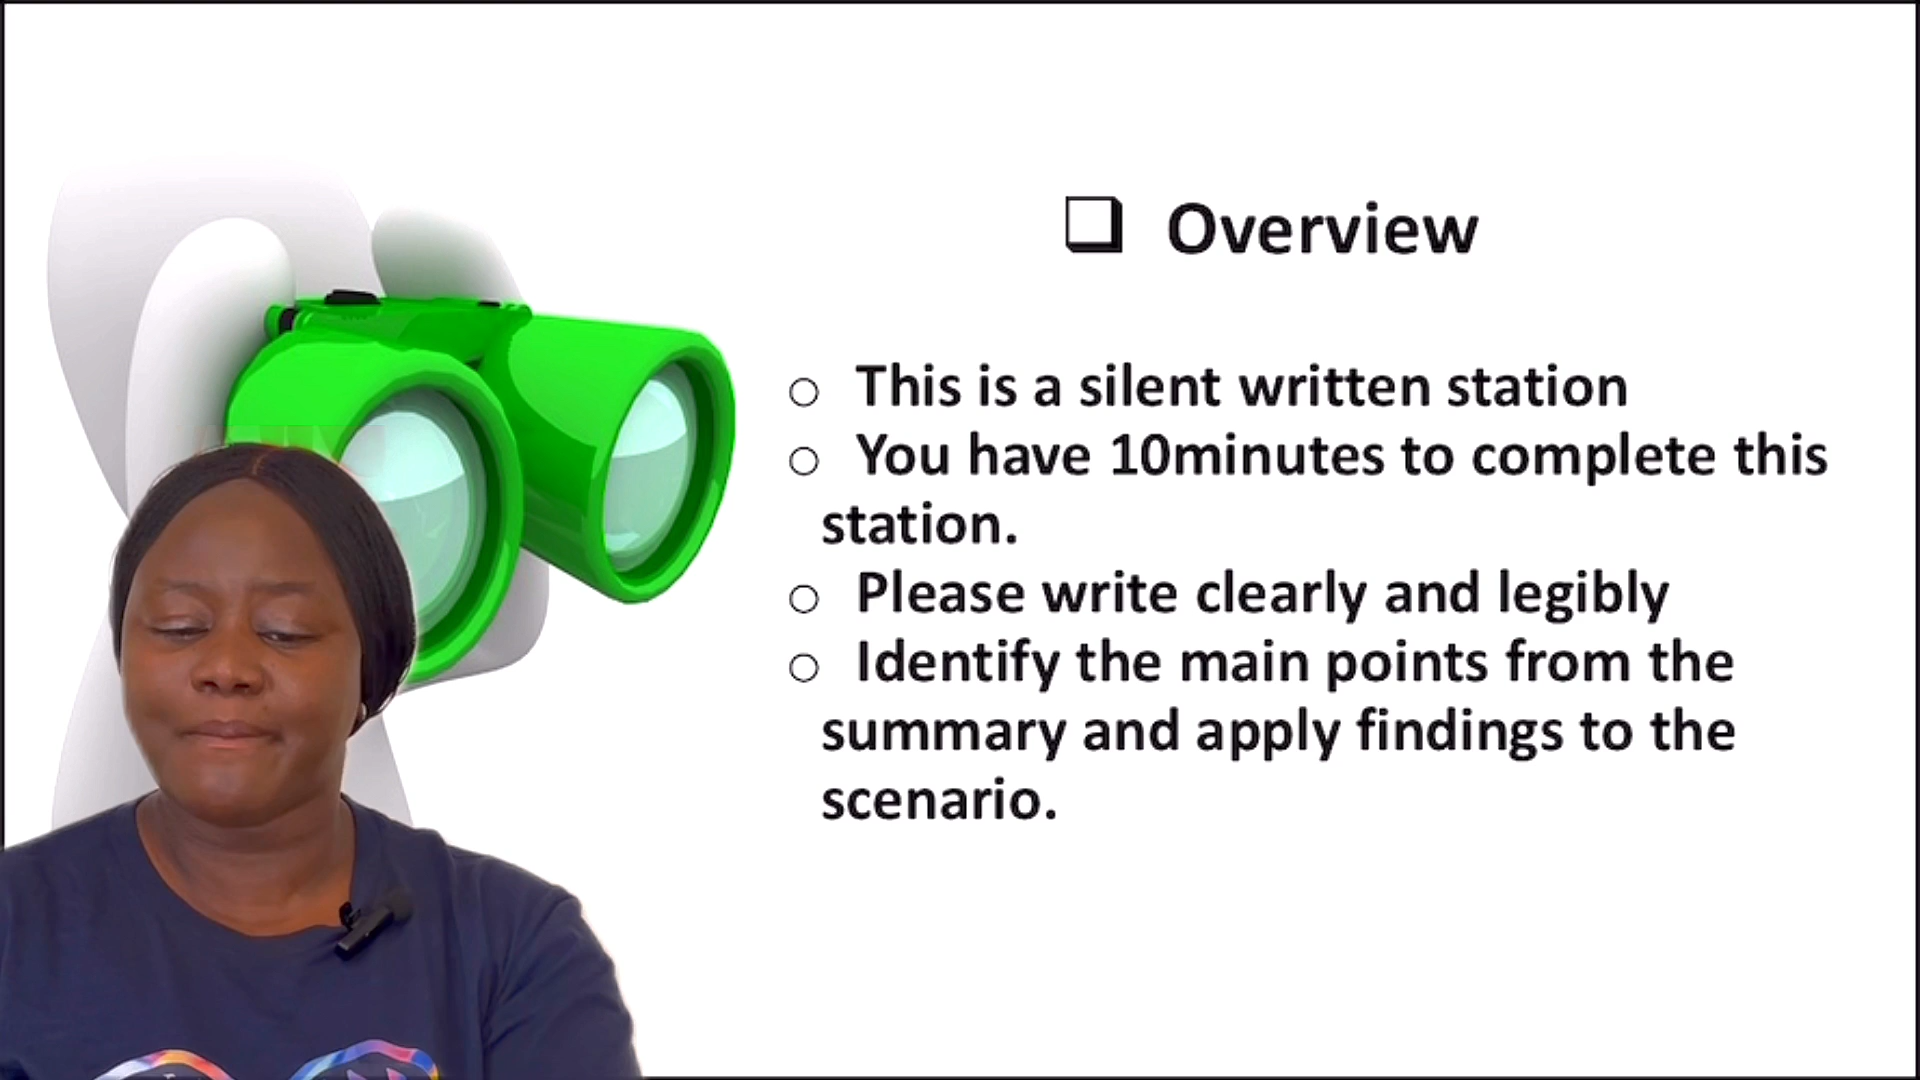 ❑ Overview
○ This is a silent written station
○ You have 10minutes to complete this
station.
○ Please write clearly and legibly
○ Identify the main points from the
summary and apply findings to the
scenario.